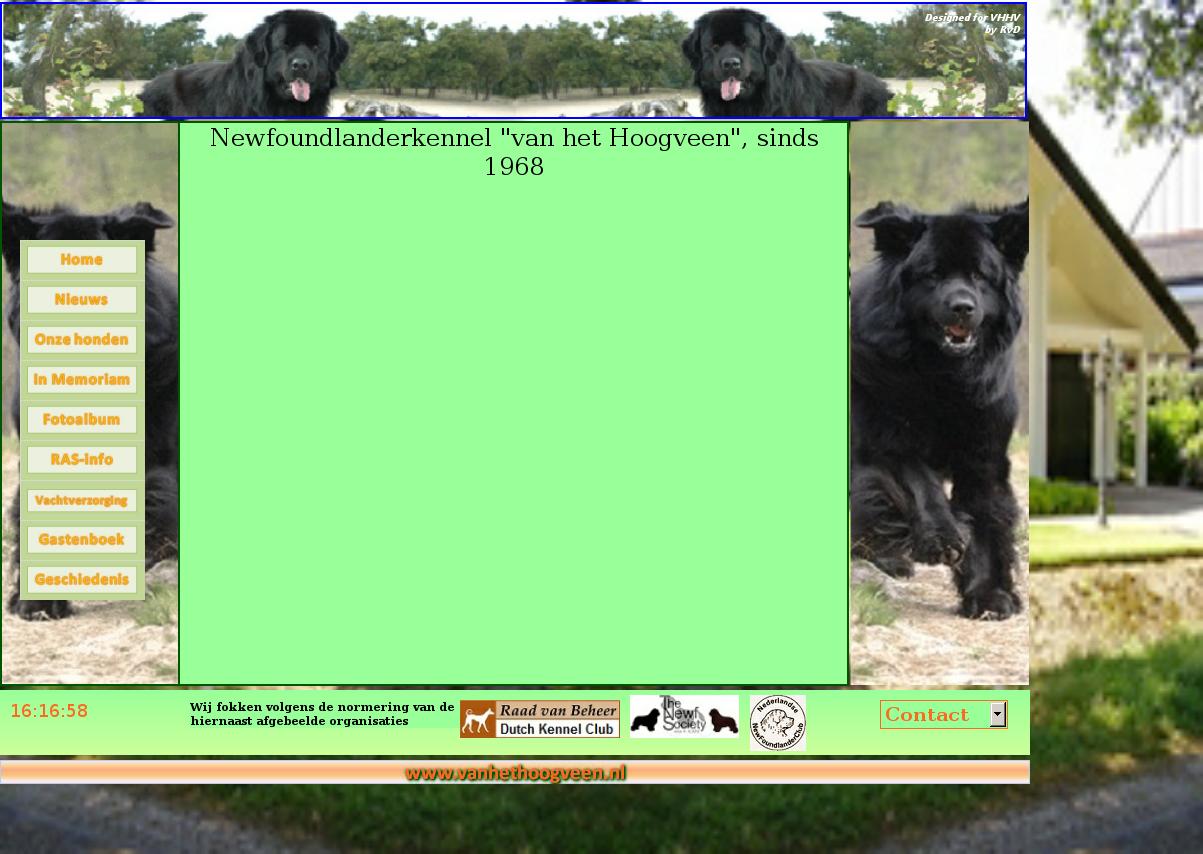 Designed for VHHV
by RvD
Newfoundlanderkennel "van het Hoogveen", sinds
1968
Home
Nieuws
Onze honden
In Memoriam
Fotoalbum
RAS-info
Vachtverzorging
Gastenboek
Geschiedenis
16:16:58
Wij fokken volgens de normering van de
hiernaast afgebeelde organisaties
Raad van Beheer
Dutch Kennel Club
The
Newf
Society
Nederlandse
NewFoundlanderClub
Contact
www.vanhethoogveen.nl